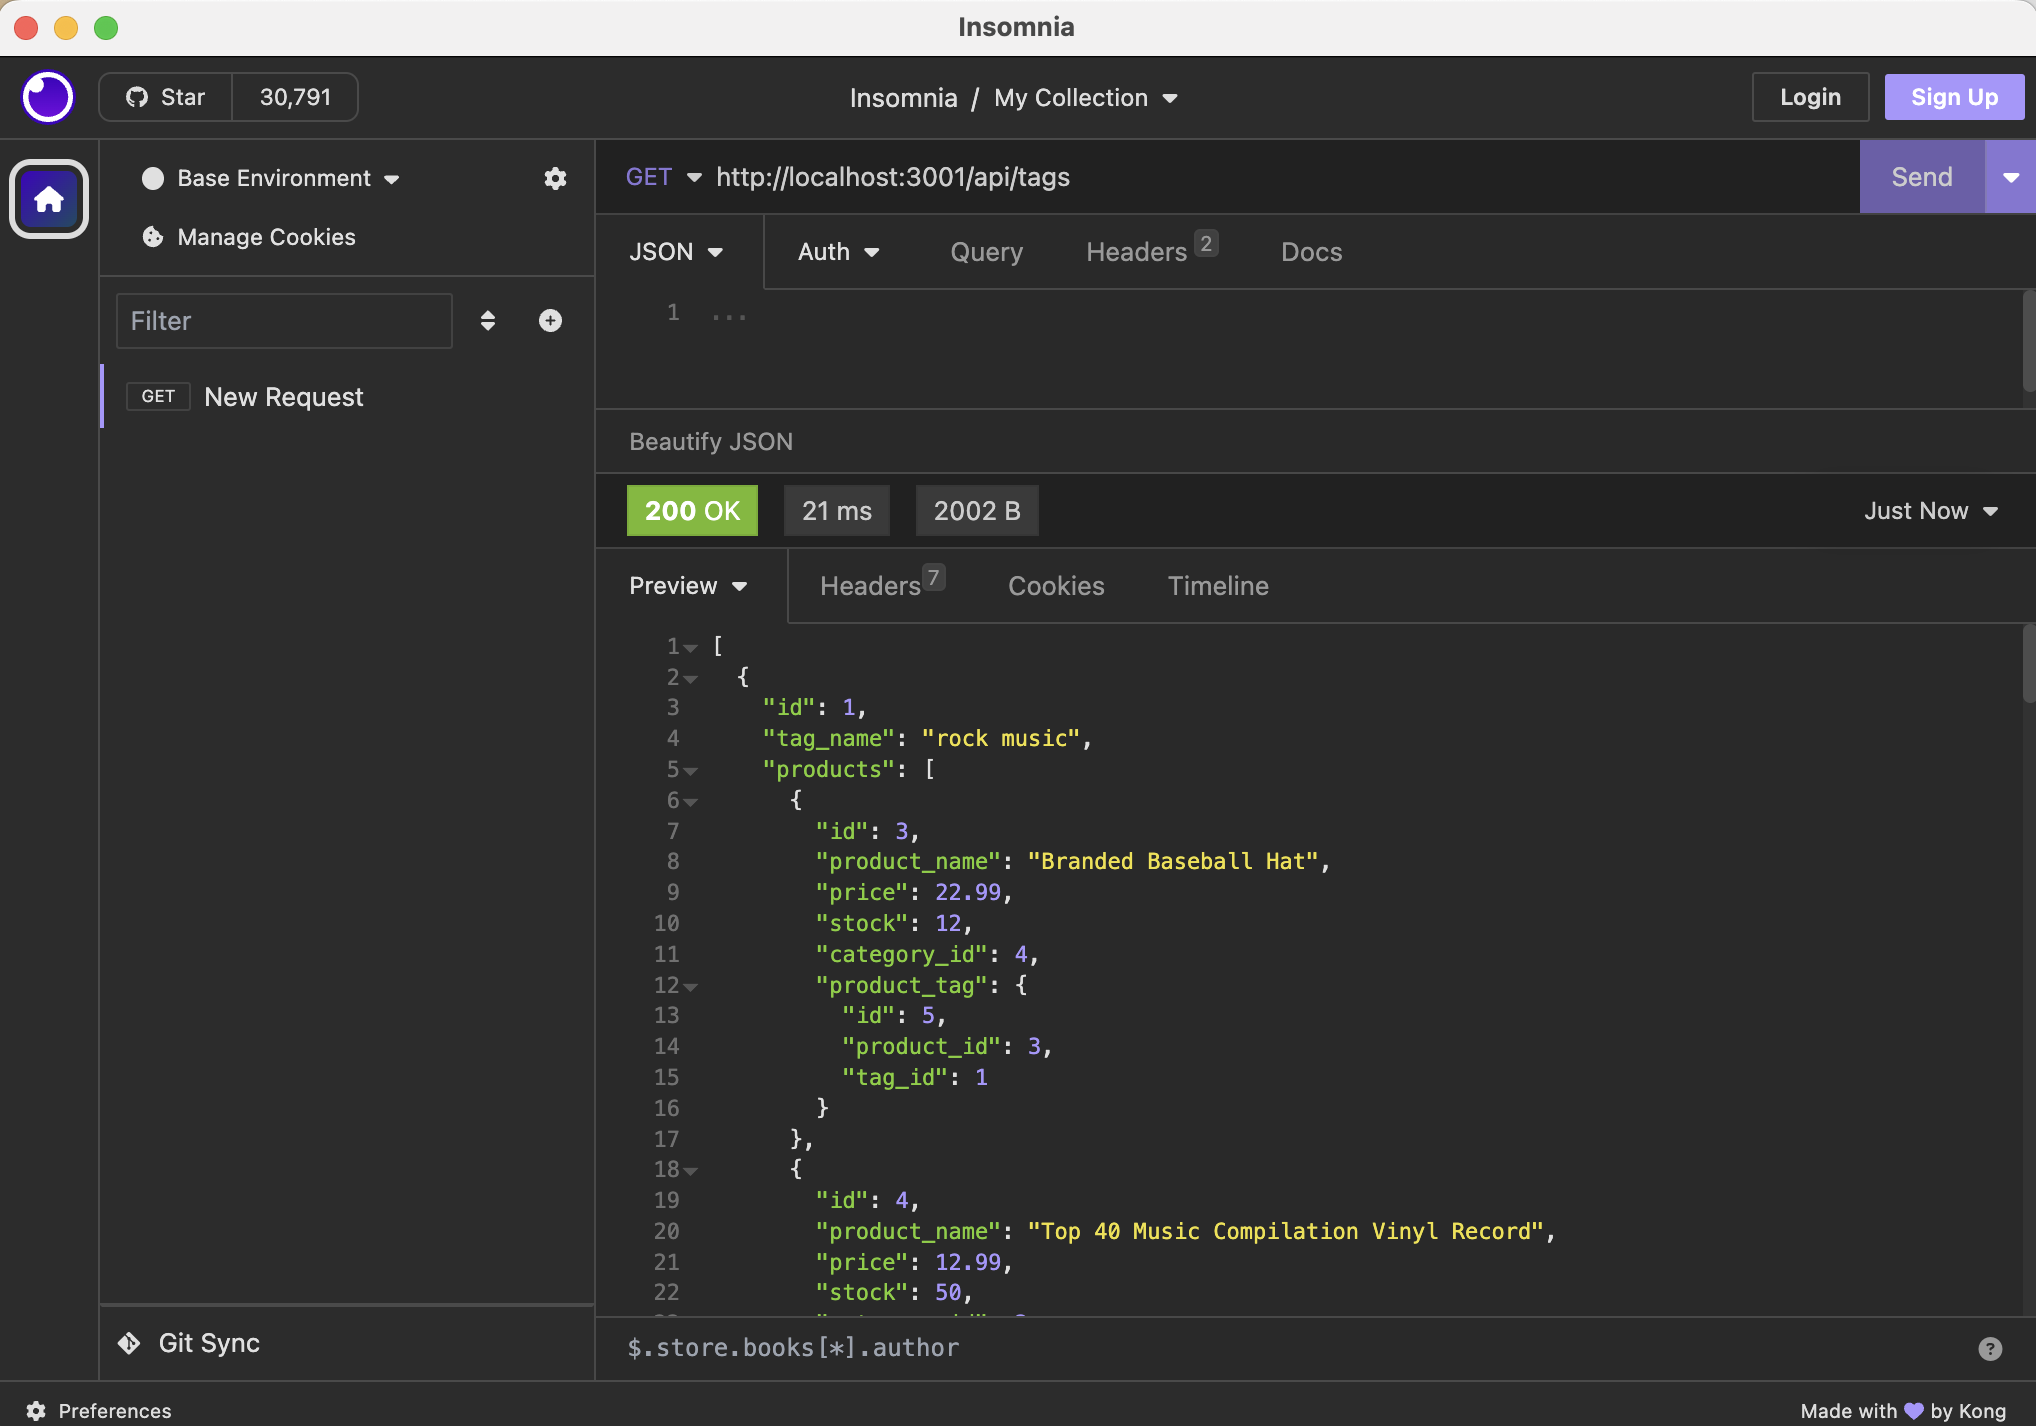 Insomnia
Star 30,791
Insomnia / My Collection
Login
Sign Up
Base Environment
Manage Cookies
Filter
GET New Request
Git Sync
GET http://localhost:3001/api/tags
Send
JSON Auth Query Headers 2 Docs
1 ...
Beautify JSON
200 OK 21 ms 2002 B Just Now
Preview Headers 7 Cookies Timeline
1 [
2 {
3 "id": 1,
4 "tag_name": "rock music",
5 "products": [
6 {
7 "id": 3,
8 "product_name": "Branded Baseball Hat",
9 "price": 22.99,
10 "stock": 12,
11 "category_id": 4,
12 "product_tag": {
13 "id": 5,
14 "product_id": 3,
15 "tag_id": 1
16 }
17 },
18 {
19 "id": 4,
20 "product_name": "Top 40 Music Compilation Vinyl Record",
21 "price": 12.99,
22 "stock": 50,
$.store.books[*].author
?
Preferences
Made with 💜 by Kong